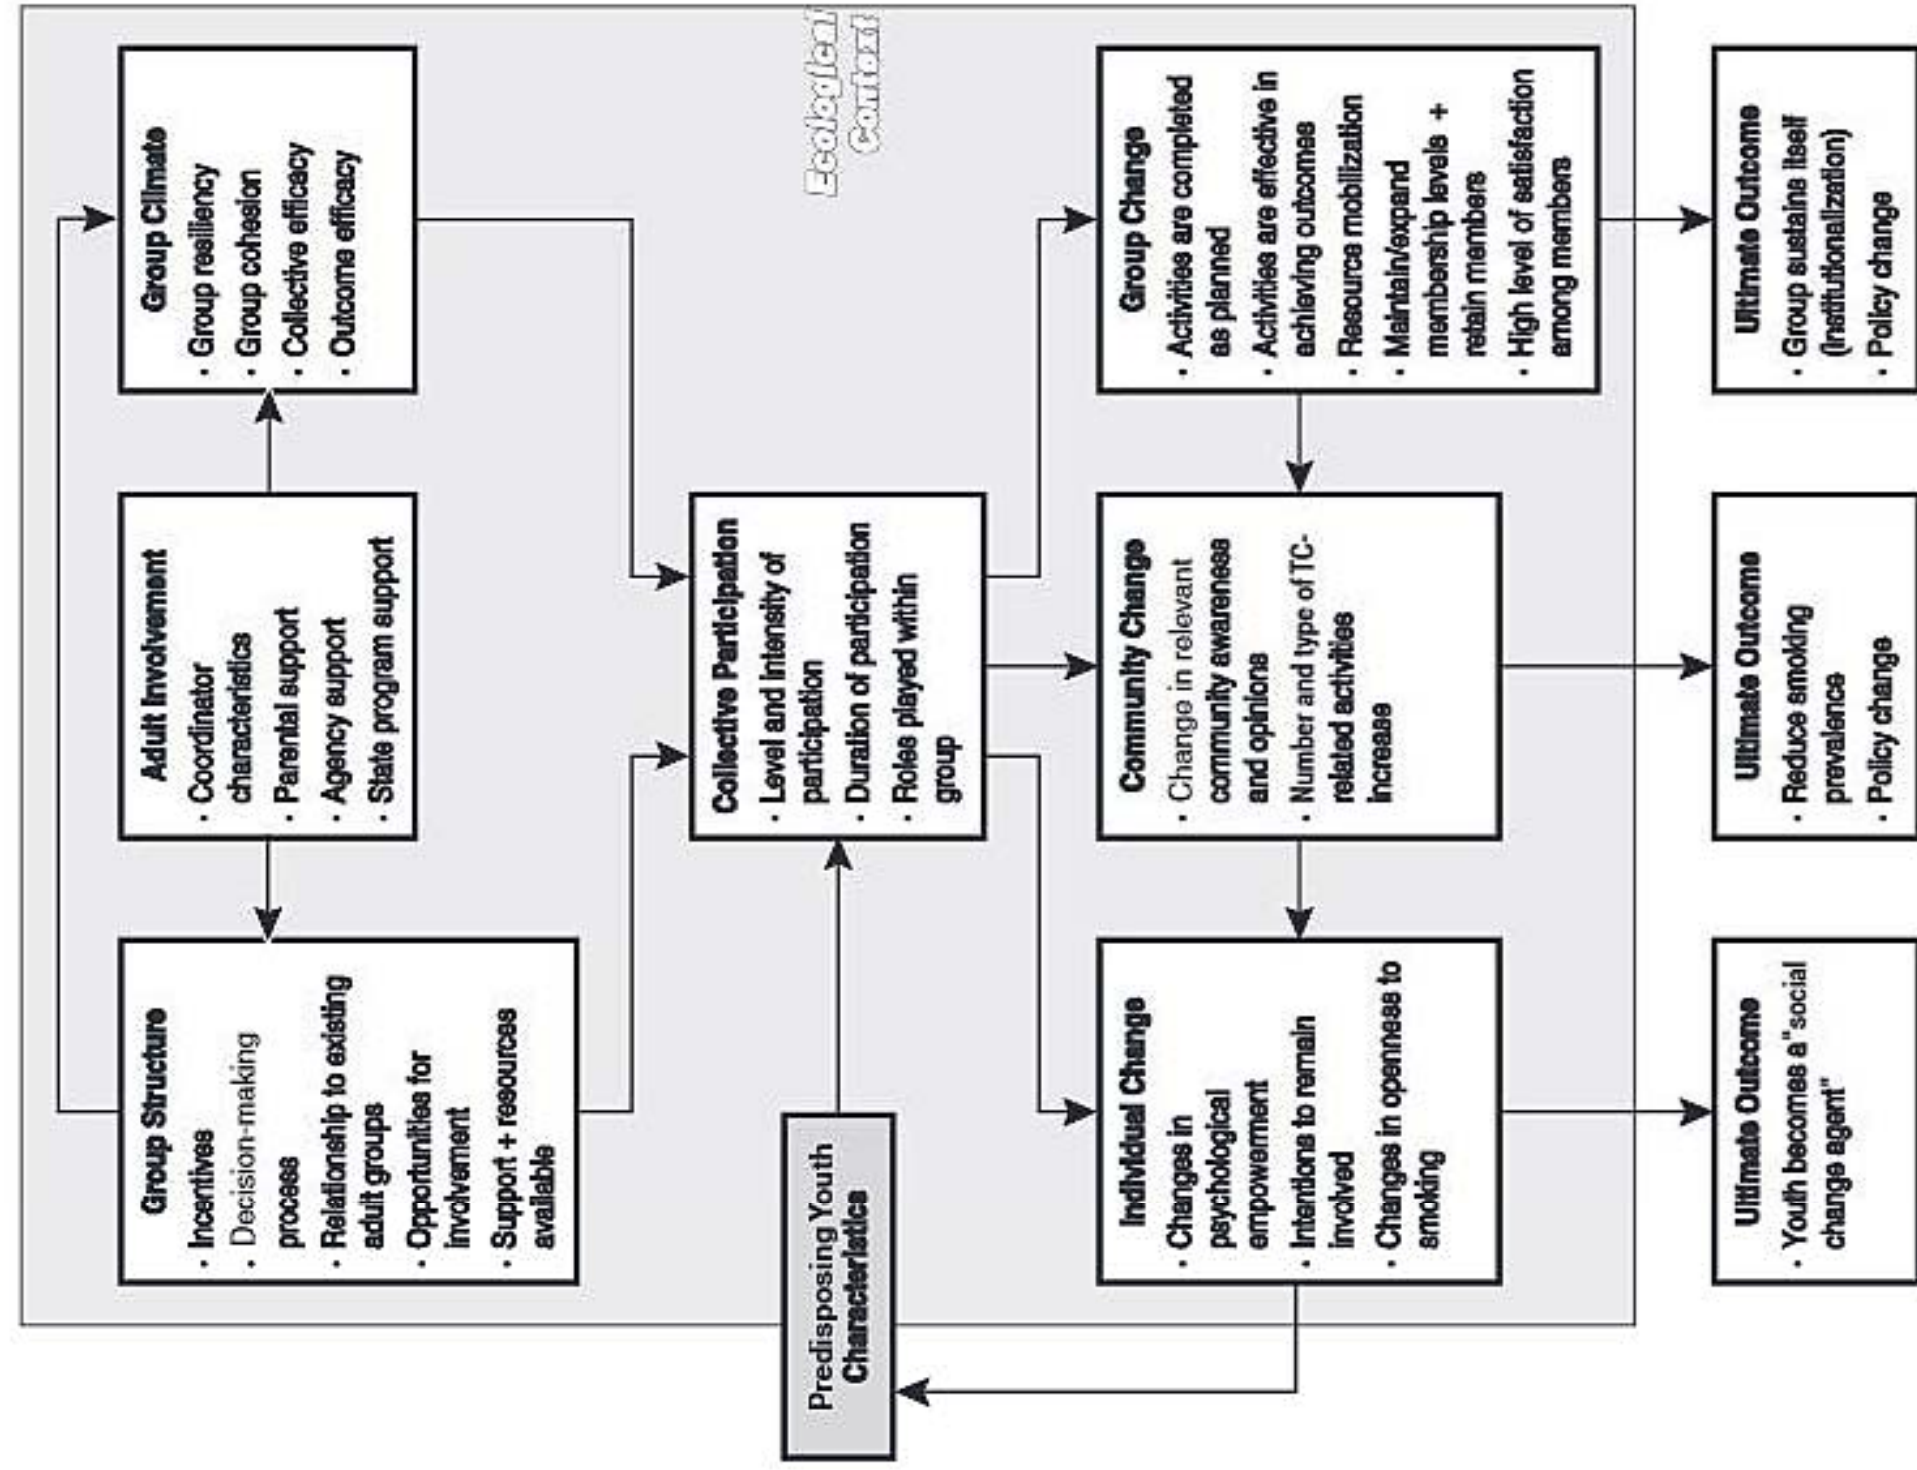 Group Structure
· Incentives
· Decision-making
process
· Relationship to existing
adult groups
· Opportunities for
involvement
· Support + resources
available
Adult Involvement
· Coordinator
characteristics
· Parental support
· Agency support
· State program support
Group Climate
· Group resiliency
· Group cohesion
· Collective efficacy
· Outcome efficacy
Predisposing Youth
Characteristics
Collective Participation
· Level and intensity of
participation
· Duration of participation
· Roles played within
group
Ecological
Context
Individual Change
· Changes in
psychological
empowerment
· Intentions to remain
involved
· Changes in openness to
smoking
Community Change
· Change in relevant
community awareness
and opinions
· Number and type of TC-
related activities
increase
Group Change
· Activities are completed
as planned
· Activities are effective in
achieving outcomes
· Resource mobilization
· Maintain/expand
membership levels +
retain members
· High level of satisfaction
among members
Ultimate Outcome
· Youth becomes a "social
change agent"
Ultimate Outcome
· Reduce smoking
prevalence
· Policy change
Ultimate Outcome
· Group sustains itself
(institutionalization)
· Policy change